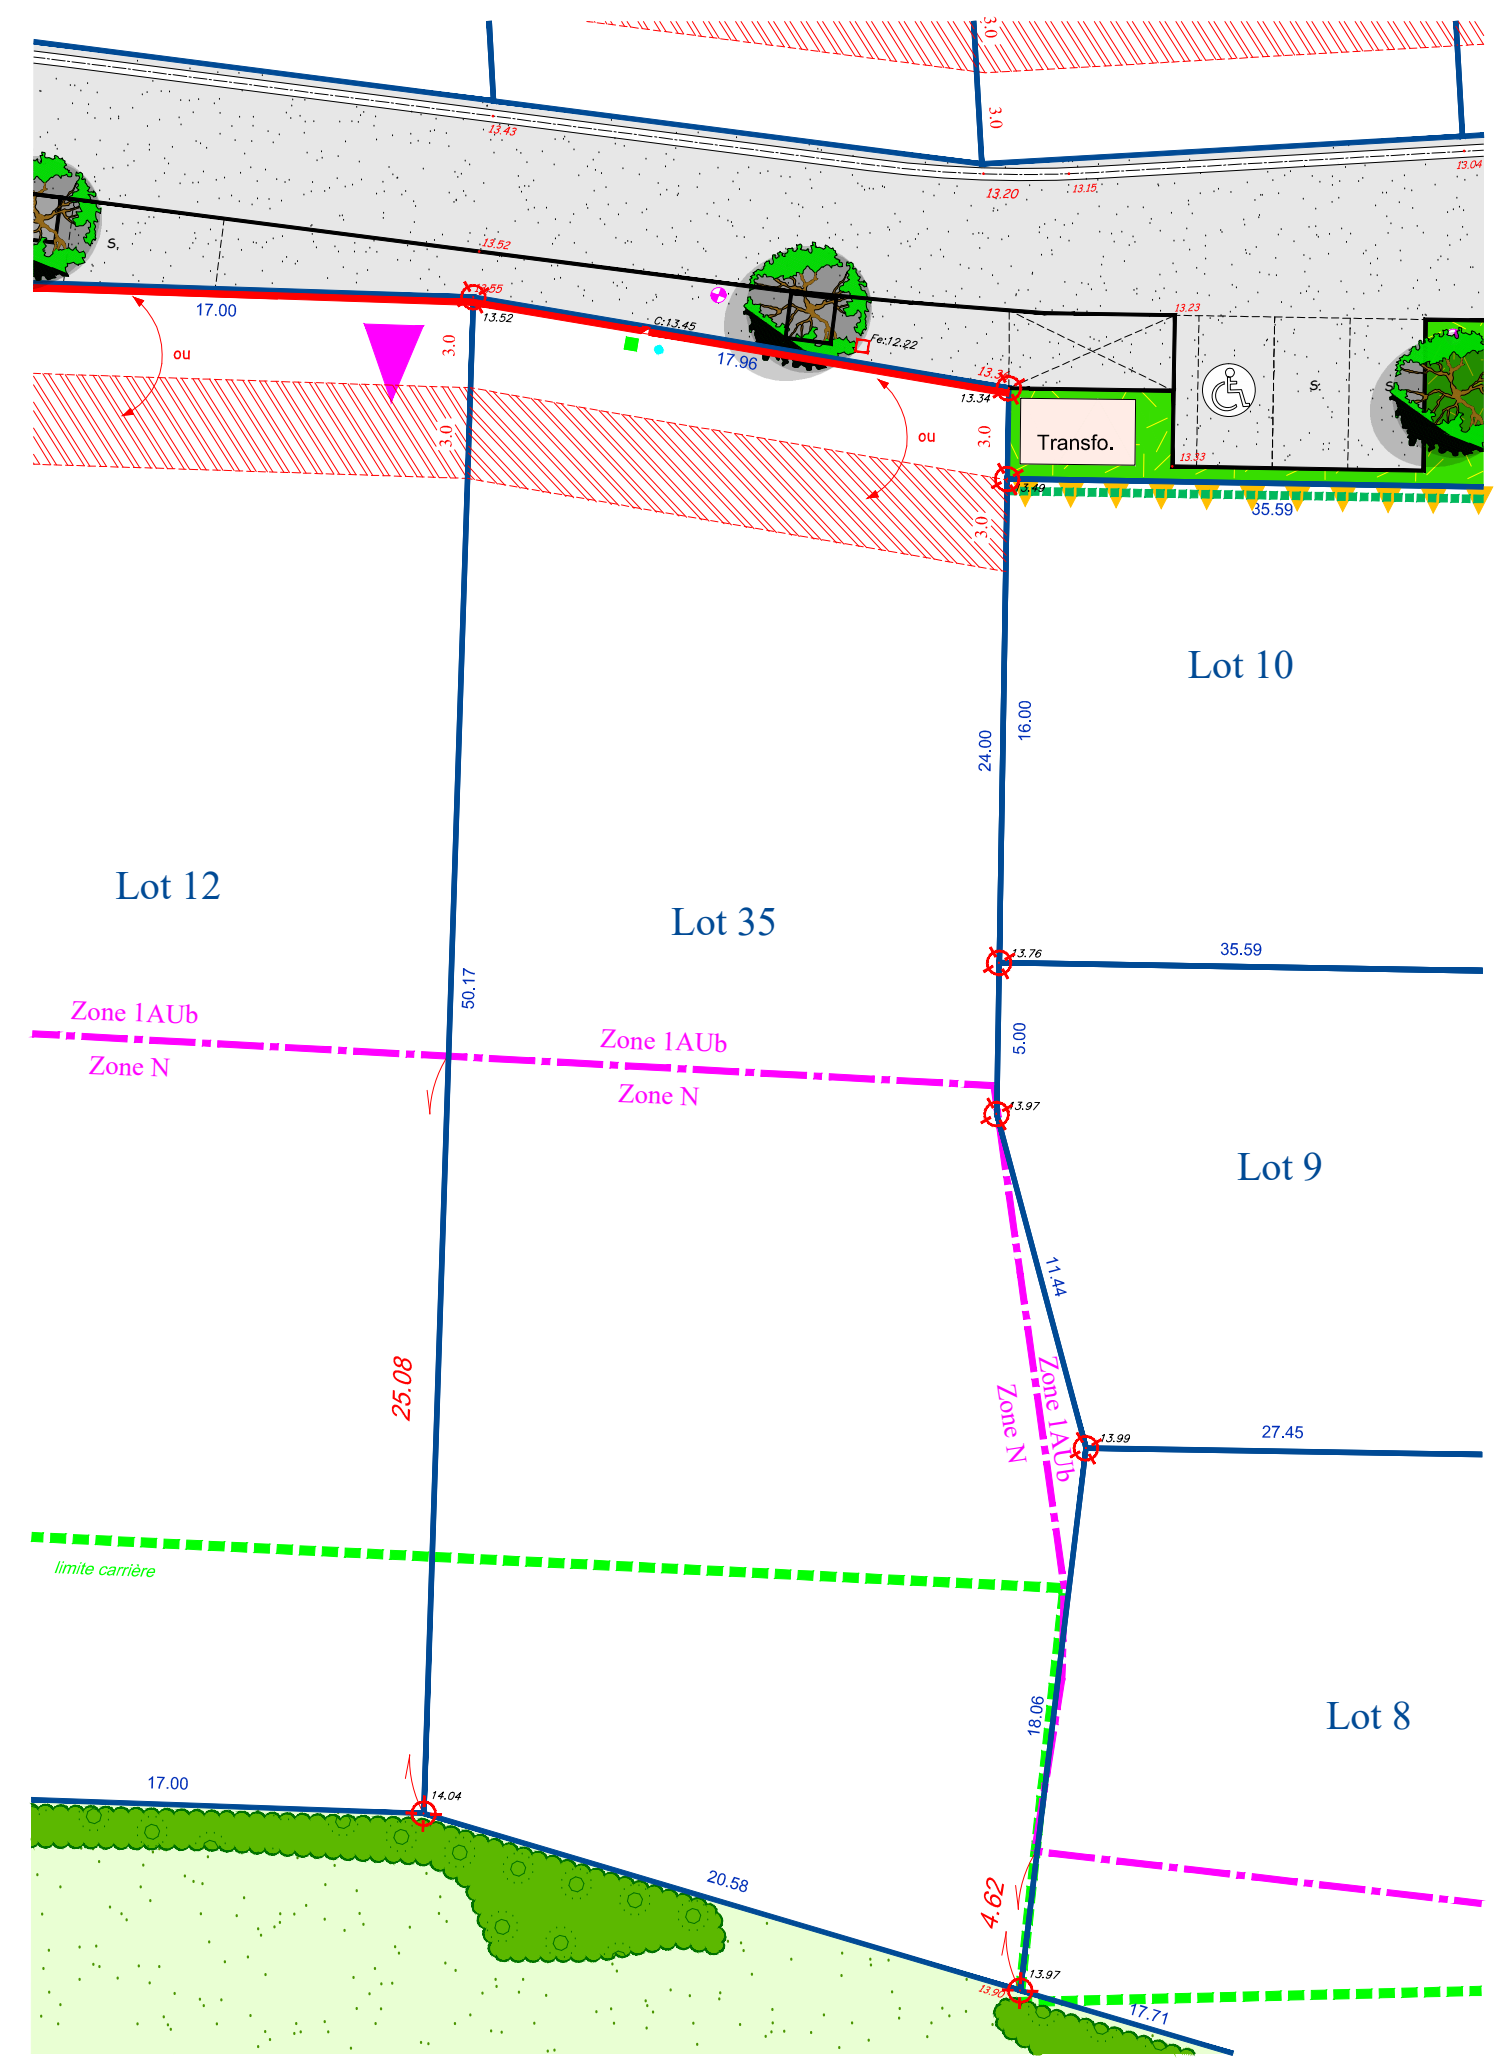 3.0
3.0
13.43
13.04
13.15
13.20
S.
13.52
13.55
17.00
13.52
C:13.45
13.23
3.0
ou
17.96
Fe:12.22
13.34
S.
3.0
3.0
ou
Transfo.
13.33
13.49
3.0
35.59
Lot 10
16.00
24.00
Lot 12
Lot 35
13.76
35.59
50.17
Zone 1AUb
Zone 1AUb
5.00
Zone N
Zone N
13.97
Lot 9
11.44
25.08
Zone 1AUb
Zone N
13.99
27.45
limite carrière
18.06
Lot 8
17.00
14.04
20.58
4.62
13.97
13.90
17.71